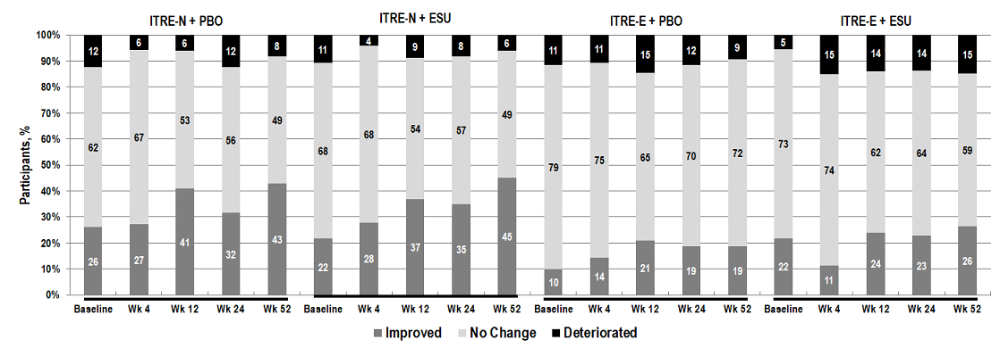 ITRE-N + PBO ITRE-N + ESU ITRE-E + PBO ITRE-E + ESU
Participants, %
100% 12 6 6 12 8 11 4 9 8 6 11 11 15 12 9 5 15 14 14 15
90%
80%
70%
60% 62 67 53 56 49 68 68 54 57 49 79 75 65 70 72 73 74 62 64 59
50%
40%
30%
20% 26 27 41 32 43 22 28 37 35 45 10 14 21 19 19 22 11 24 23 26
10%
0%
Baseline Wk 4 Wk 12 Wk 24 Wk 52 Baseline Wk 4 Wk 12 Wk 24 Wk 52 Baseline Wk 4 Wk 12 Wk 24 Wk 52 Baseline Wk 4 Wk 12 Wk 24 Wk 52
Improved No Change Deteriorated